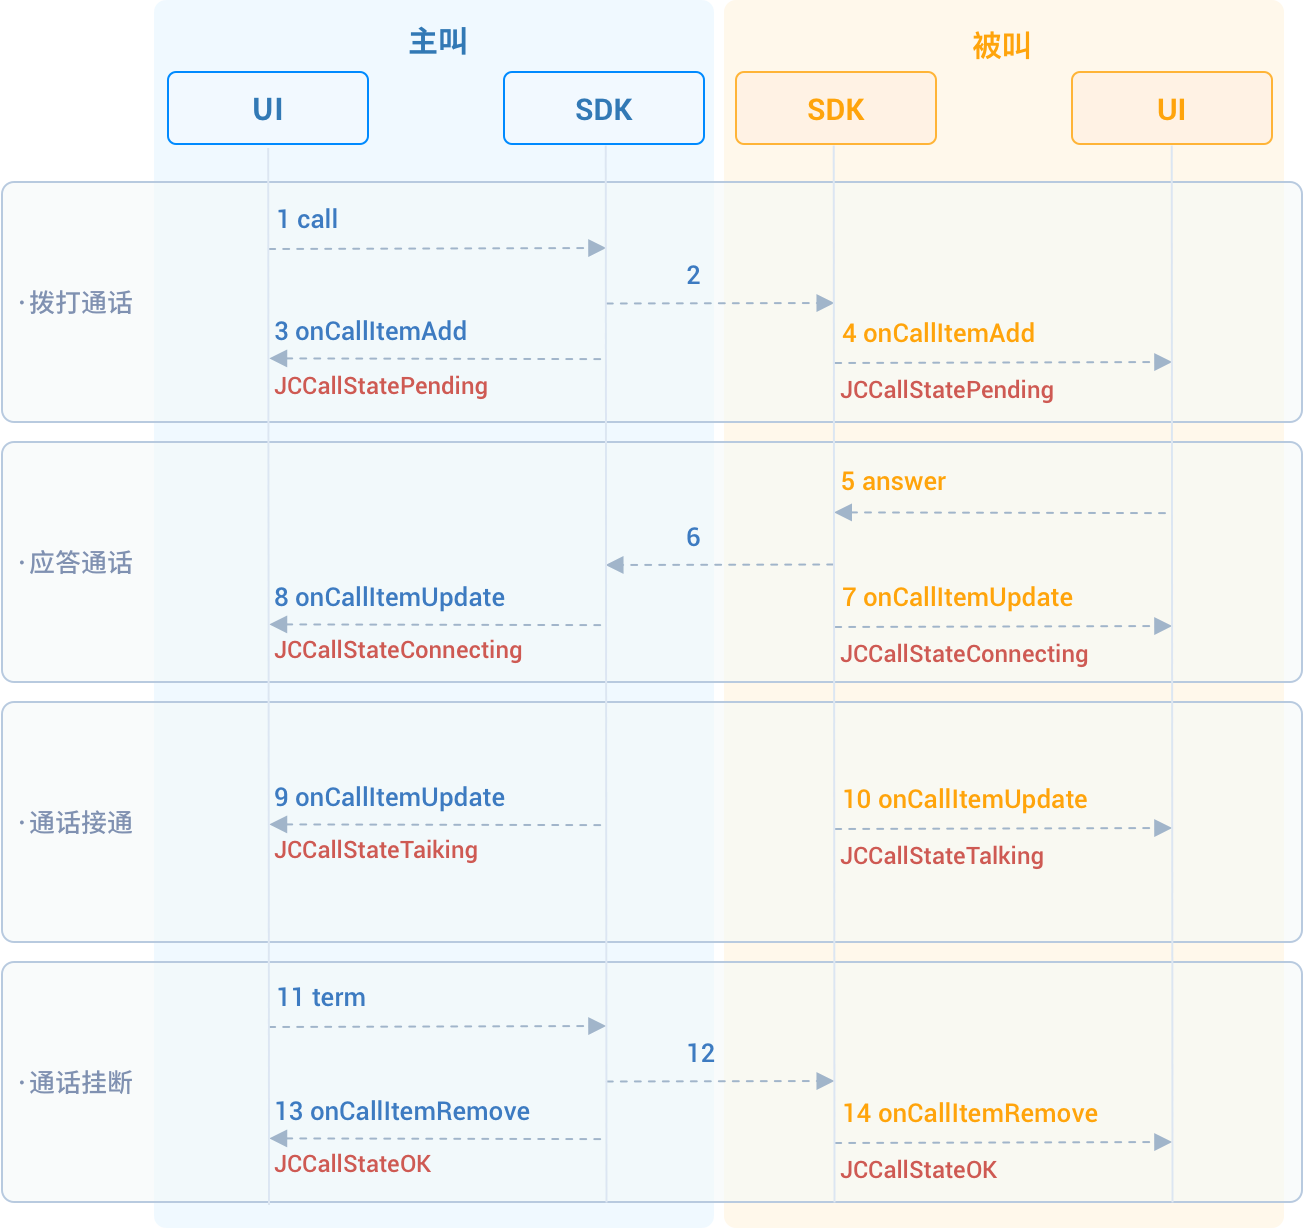 主叫
被叫
UI
SDK
SDK
UI
·拨打通话
1 call
2
3 onCallItemAdd
JCCallStatePending
4 onCallItemAdd
JCCallStatePending
·应答通话
5 answer
6
8 onCallItemUpdate
JCCallStateConnecting
7 onCallItemUpdate
JCCallStateConnecting
·通话接通
9 onCallItemUpdate
JCCallStateTaiking
10 onCallItemUpdate
JCCallStateTalking
·通话挂断
11 term
12
13 onCallItemRemove
JCCallStateOK
14 onCallItemRemove
JCCallStateOK